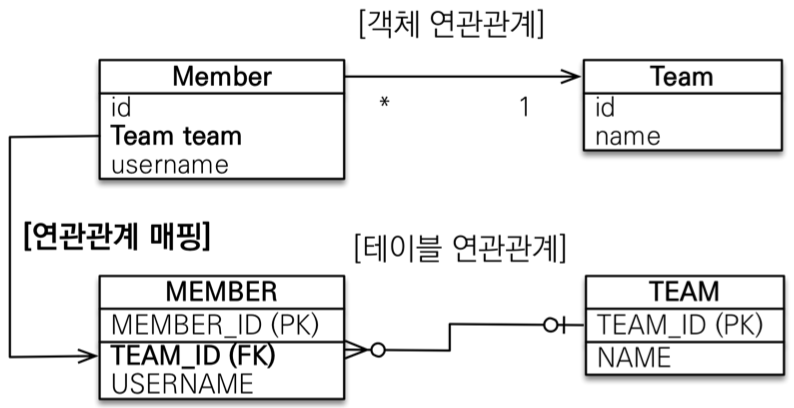 [객체 연관관계]
Member
id
Team team
username
* 1
Team
id
name
[연관관계 매핑]
[테이블 연관관계]
MEMBER
MEMBER_ID (PK)
TEAM_ID (FK)
USERNAME
TEAM
TEAM_ID (PK)
NAME